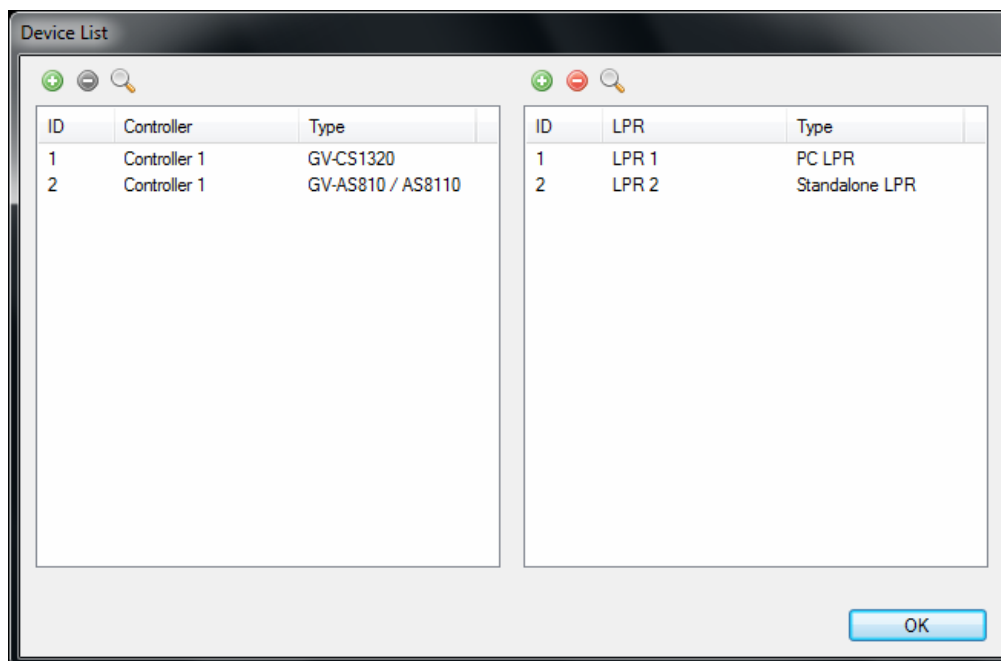 Device List
ID Controller Type
1 Controller 1 GV-CS1320
2 Controller 1 GV-AS810 / AS8110
ID LPR Type
1 LPR 1 PC LPR
2 LPR 2 Standalone LPR
OK